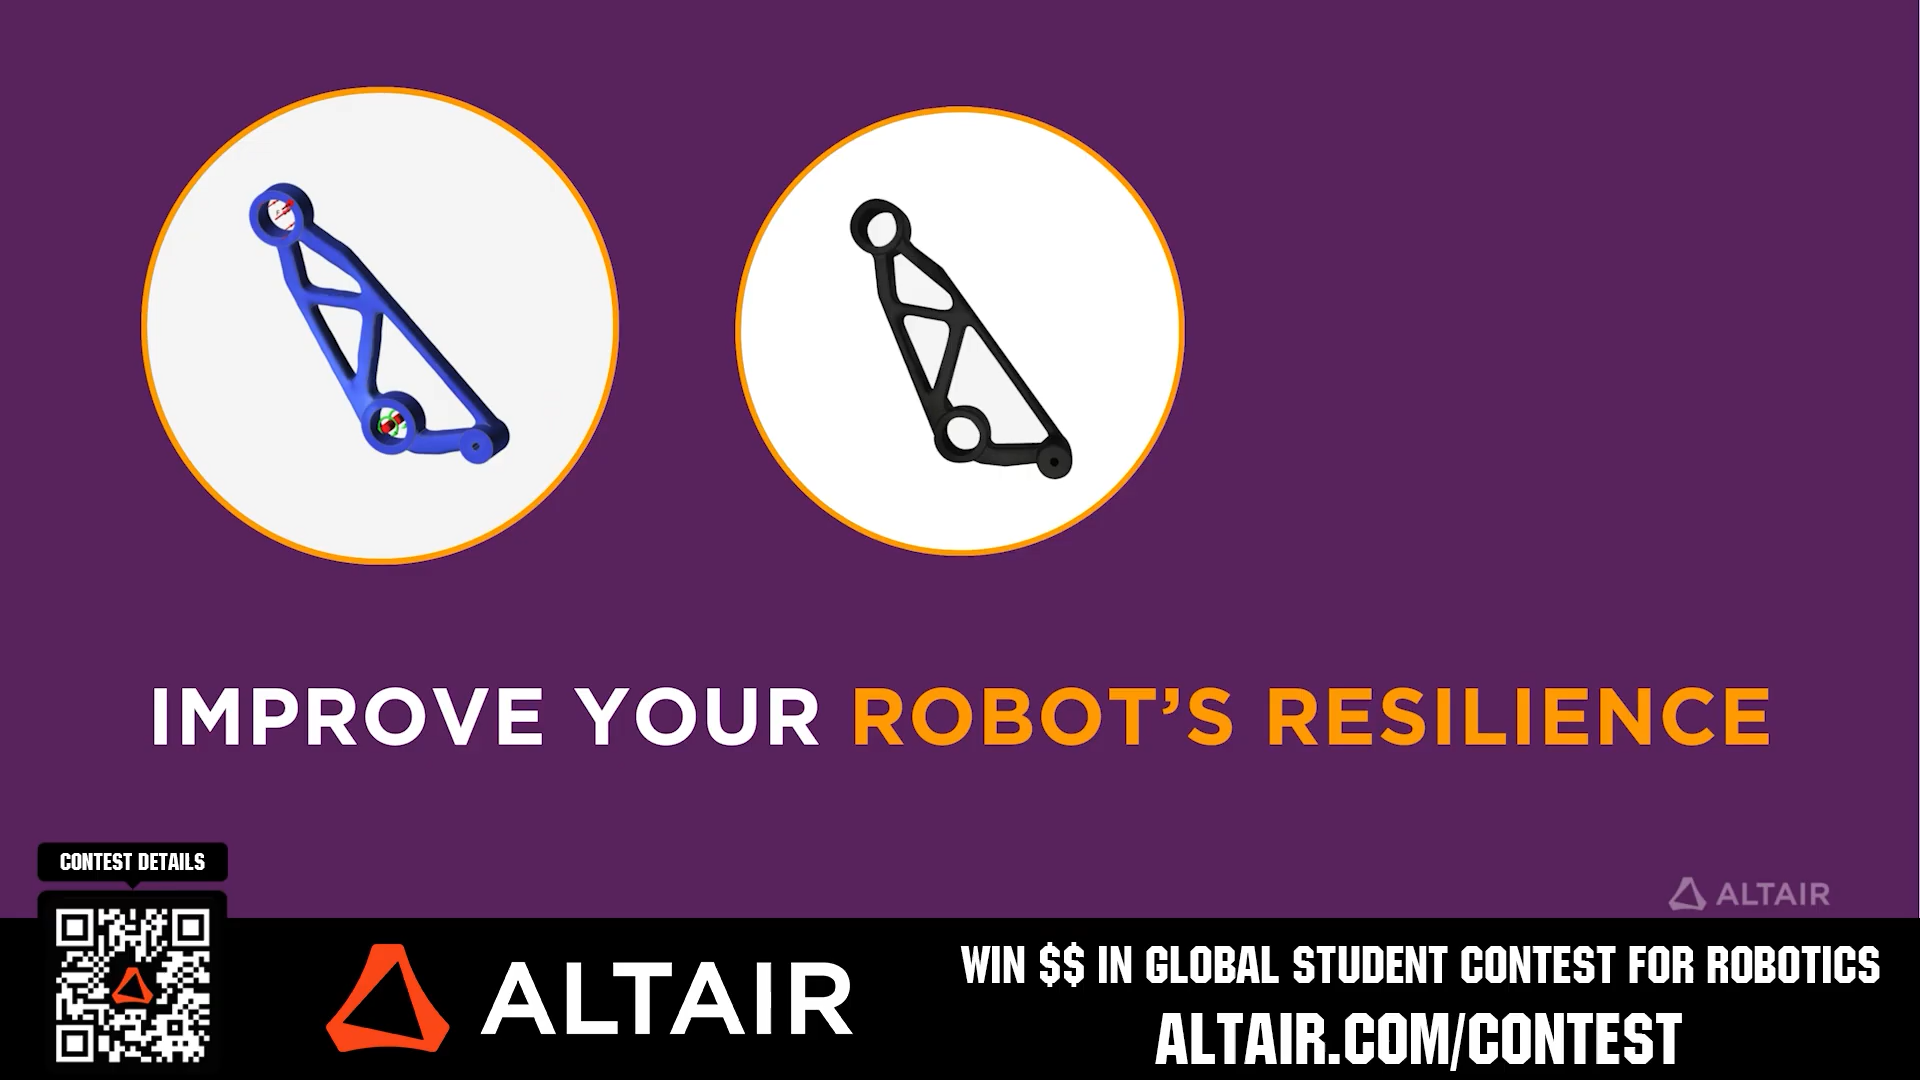 IMPROVE YOUR ROBOT'S RESILIENCE
CONTEST DETAILS
ALTAIR
ALTAIR
WIN $$ IN GLOBAL STUDENT CONTEST FOR ROBOTICS
ALTAIR.COM/CONTEST